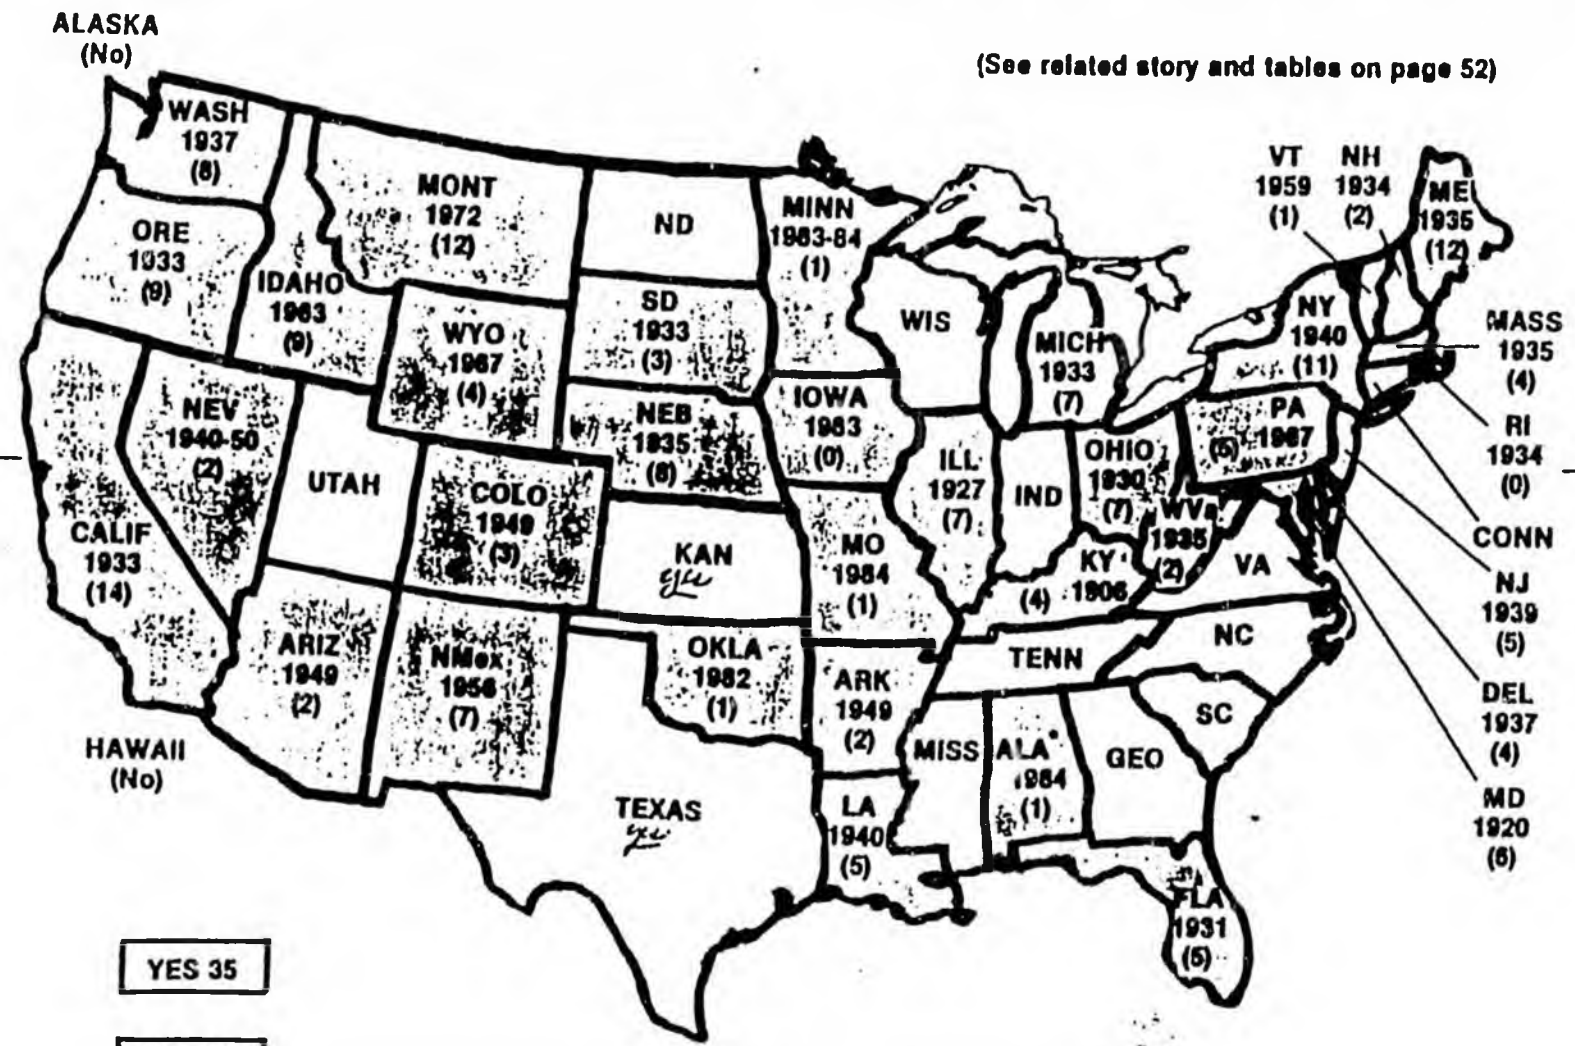 ALASKA
(No)
(See related story and tables on page 52)
WASH
1937
(8)
MONT
1972
(12)
ND
MINN
1983-84
(1)
VT
1959
(1)
NH
1934
(2)
ME
1935
(12)
ORE
1933
(9)
IDAHO
1963
(9)
WYO
1967
(4)
SD
1933
(3)
WIS
MICH
1933
(7)
NY
1940
(11)
MASS
1935
(4)
NEV
1940-50
(2)
NEB
1935
(6)
IOWA
1983
(0)
PA
1967
(5)
RI
1934
(0)
UTAH
COLO
1949
(3)
ILL
1927
(7)
IND
OHIO
1930
(7)
WVa
1935
(2)
CONN
CALIF
1933
(14)
KAN
yes
MO
1984
(1)
KY
1906
(4)
VA
NJ
1939
(5)
ARIZ
1949
(2)
NMex
1956
(7)
OKLA
1982
(1)
ARK
1949
(2)
TENN
NC
SC
DEL
1937
(4)
HAWAII
(No)
TEXAS
yes
LA
1940
(5)
MISS
ALA*
1984
(1)
GEO
MD
1920
(6)
FLA
1931
(5)
YES 35